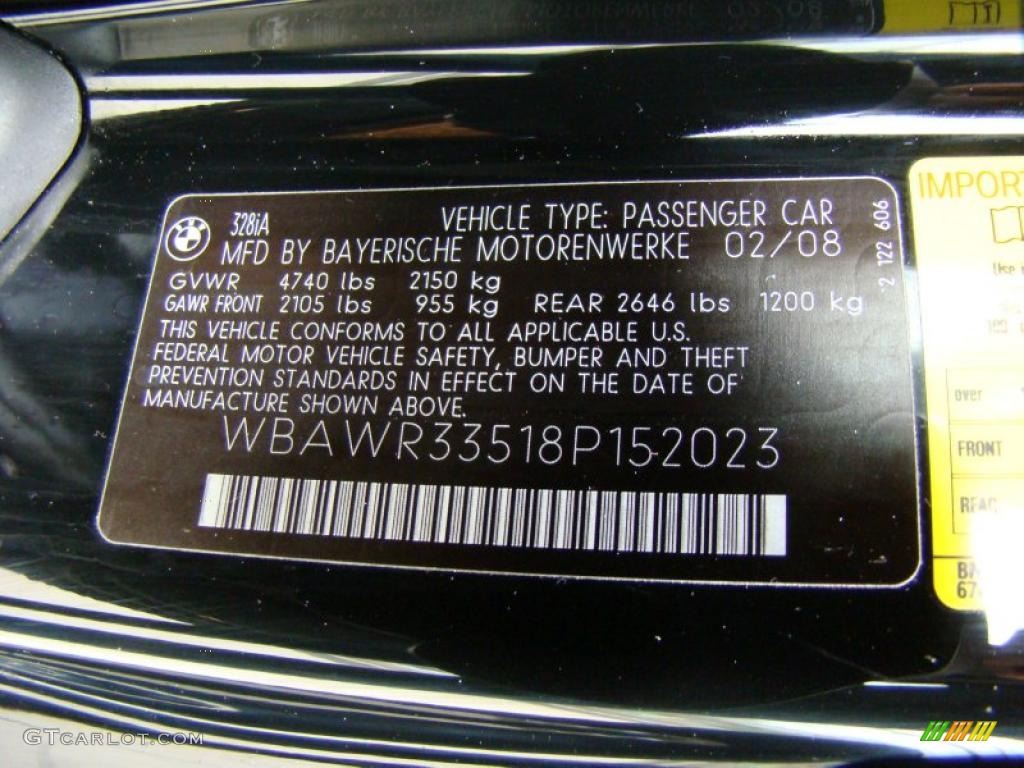 BMW
328iA VEHICLE TYPE: PASSENGER CAR
MFD BY BAYERISCHE MOTORENWERKE 02/08
GVWR 4740 lbs 2150 kg
GAWR FRONT 2105 lbs 955 kg REAR 2646 lbs 1200 kg
THIS VEHICLE CONFORMS TO ALL APPLICABLE U.S.
FEDERAL MOTOR VEHICLE SAFETY, BUMPER AND THEFT
PREVENTION STANDARDS IN EFFECT ON THE DATE OF
MANUFACTURE SHOWN ABOVE.
WBAWR33518P152023
2 122 606
Use
over
FRONT
GTCARLOT.COM